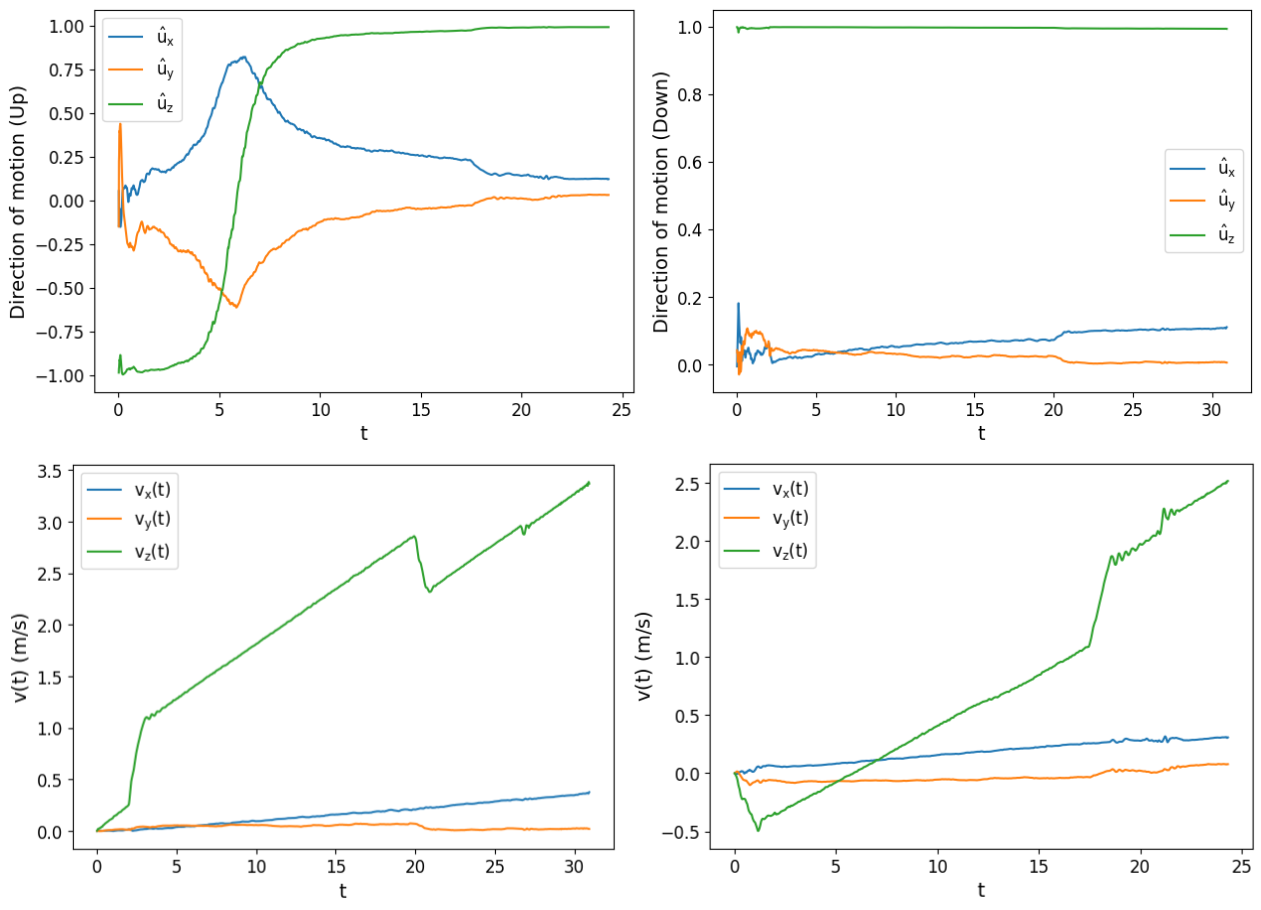 1.00
0.75
0.50
0.25
0.00
−0.25
−0.50
−0.75
−1.00
Direction of motion (Up)
û_x
û_y
û_z
0 5 10 15 20 25
t
1.0
0.8
0.6
0.4
0.2
0.0
Direction of motion (Down)
û_x
û_y
û_z
0 5 10 15 20 25 30
t
3.5
3.0
2.5
2.0
1.5
1.0
0.5
0.0
v(t) (m/s)
v_x(t)
v_y(t)
v_z(t)
0 5 10 15 20 25 30
t
2.5
2.0
1.5
1.0
0.5
0.0
−0.5
v(t) (m/s)
v_x(t)
v_y(t)
v_z(t)
0 5 10 15 20 25
t